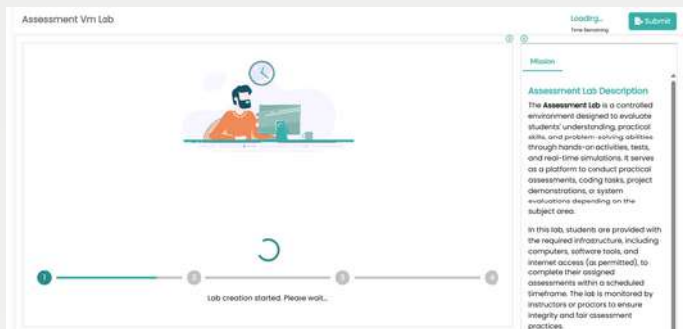 Assessment Vm Lab
Loading...
Time Remaining
Submit
Mission
Assessment Lab Description
The Assessment Lab is a controlled
environment designed to evaluate
students' understanding, practical
skills, and problem-solving abilities
through hands-on activities, tests,
and real-time simulations. It serves
as a platform to conduct practical
assessments, coding tasks, project
demonstrations, or system
evaluations depending on the
subject area.
In this lab, students are provided with
the required infrastructure, including
computers, software tools, and
internet access (as permitted), to
complete their assigned
assessments within a scheduled
timeframe. The lab is monitored by
instructors or proctors to ensure
integrity and fair assessment
practices.
1
2
3
4
Lab creation started. Please wait...